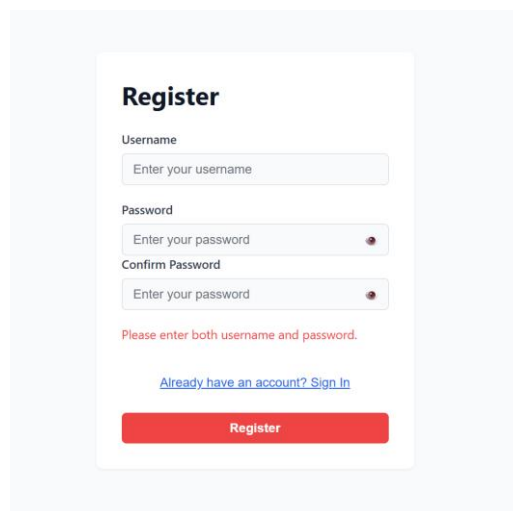 Register
Username
Enter your username
Password
Enter your password
Confirm Password
Enter your password
Please enter both username and password.
Already have an account? Sign In
Register